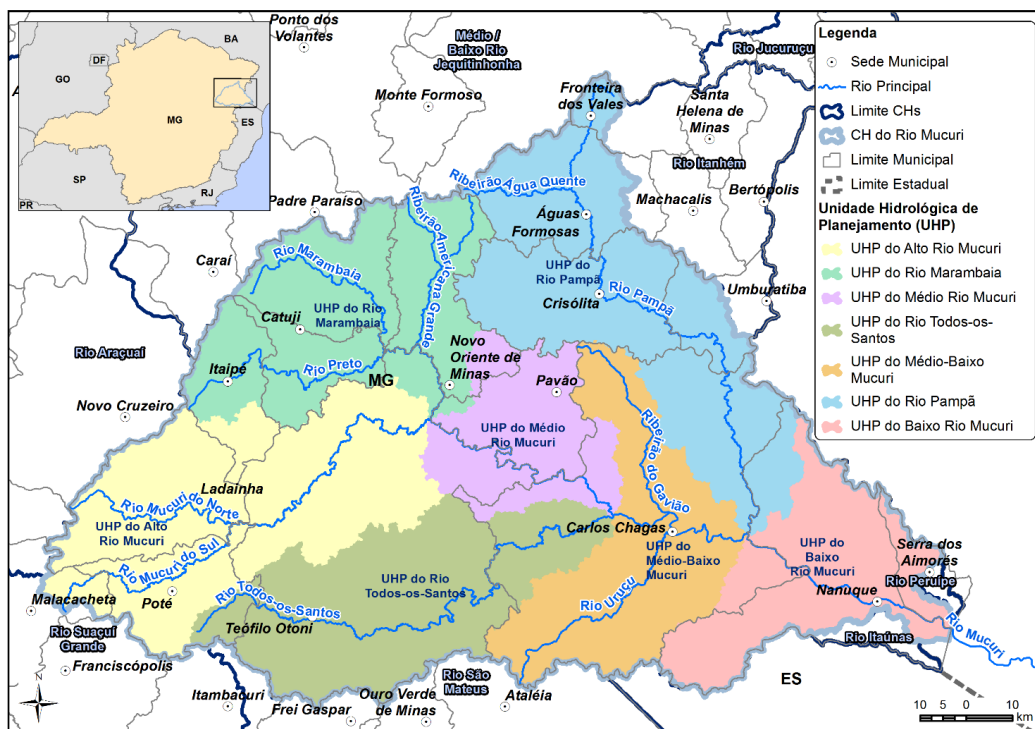 BA
DF
GO
MG
ES
SP
RJ
PR
Ponto dos
Volantes
Médio /
Baixo Rio
Jequitinhonha
Rio Jucuruçu
Monte Formoso
Fronteira
dos Vales
Santa
Helena de
Minas
Rio Itanhém
Ribeirão Água Quente
Bertópolis
Machacalis
Padre Paraíso
Ribeirão Americana Grande
Águas
Formosas
Rio Marambaia
Caraí
UHP do
Rio Pampã
Rio Pampã
Crisólita
Umburatiba
UHP do Rio
Marambaia
Catuji
Rio Araçuaí
Novo
Oriente de
Minas
Rio Preto
MG
Itaipé
Pavão
Novo Cruzeiro
UHP do Médio
Rio Mucuri
Ribeirão do Gavião
Ladainha
Rio Mucuri do Norte
UHP do Alto
Rio Mucuri
Carlos Chagas
Rio Mucuri do Sul
UHP do
Médio-Baixo
Mucuri
UHP do
Baixo
Rio Mucuri
Serra dos
Aimorés
Rio Peruípe
Malacacheta
Poté
UHP do Rio
Todos-os-Santos
Rio Todos-os-Santos
Rio Uruçu
Nanuque
Teófilo Otoni
Rio Mucuri
Rio Suaçuí
Grande
Rio Itaúnas
Franciscópolis
Rio São
Mateus
ES
Itambacuri
Ouro Verde
de Minas
Frei Gaspar
Ataléia
N
10 5 0 10
km
Legenda
Sede Municipal
Rio Principal
Limite CHs
CH do Rio Mucuri
Limite Municipal
Limite Estadual
Unidade Hidrológica de
Planejamento (UHP)
UHP do Alto Rio Mucuri
UHP do Rio Marambaia
UHP do Médio Rio Mucuri
UHP do Rio Todos-os-
Santos
UHP do Médio-Baixo
Mucuri
UHP do Rio Pampã
UHP do Baixo Rio Mucuri